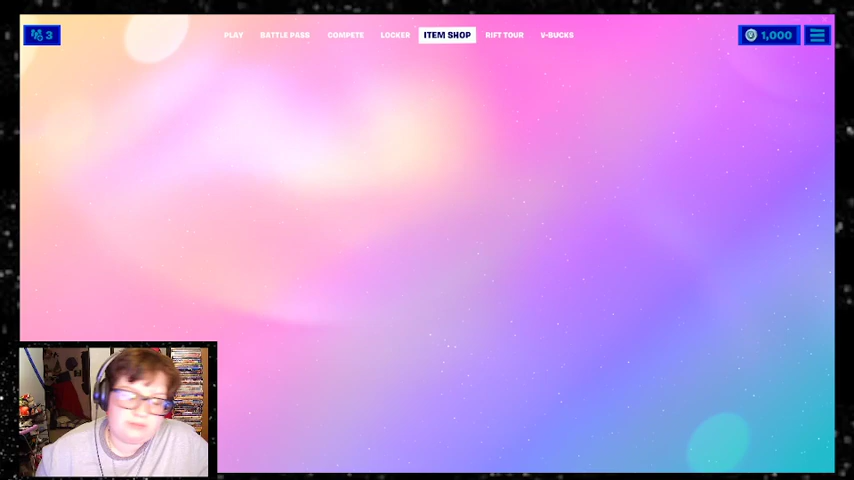 3 PLAY BATTLE PASS COMPETE LOCKER ITEM SHOP RIFT TOUR V-BUCKS 1,000